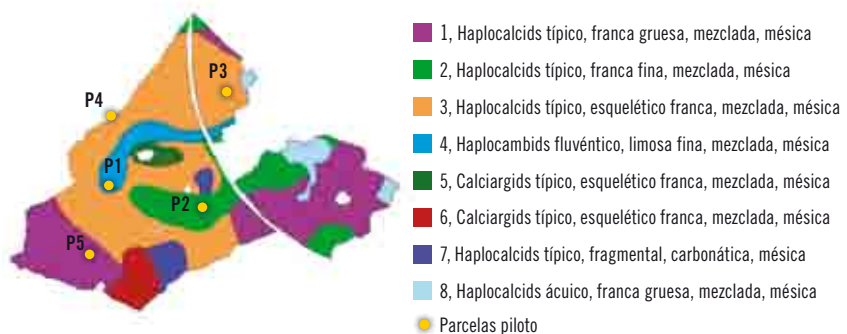 P3
P4
P1
P2
P5
1, Haplocalcids típico, franca gruesa, mezclada, mésica
2, Haplocalcids típico, franca fina, mezclada, mésica
3, Haplocalcids típico, esquelético franca, mezclada, mésica
4, Haplocambids fluvéntico, limosa fina, mezclada, mésica
5, Calciargids típico, esquelético franca, mezclada, mésica
6, Calciargids típico, esquelético franca, mezclada, mésica
7, Haplocalcids típico, fragmental, carbonática, mésica
8, Haplocalcids ácuico, franca gruesa, mezclada, mésica
Parcelas piloto